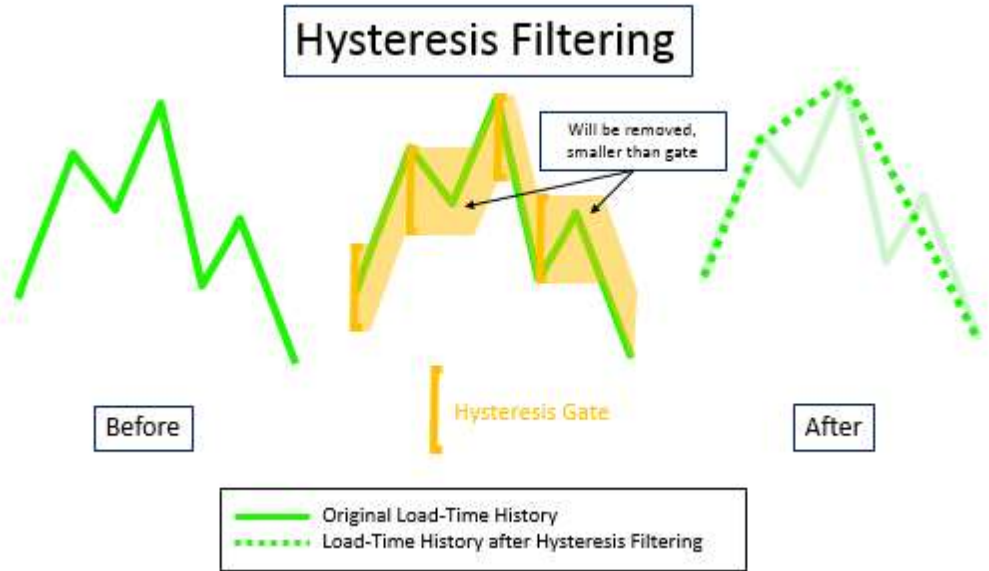 Hysteresis Filtering
Will be removed,
smaller than gate
Hysteresis Gate
Before
After
Original Load-Time History
Load-Time History after Hysteresis Filtering